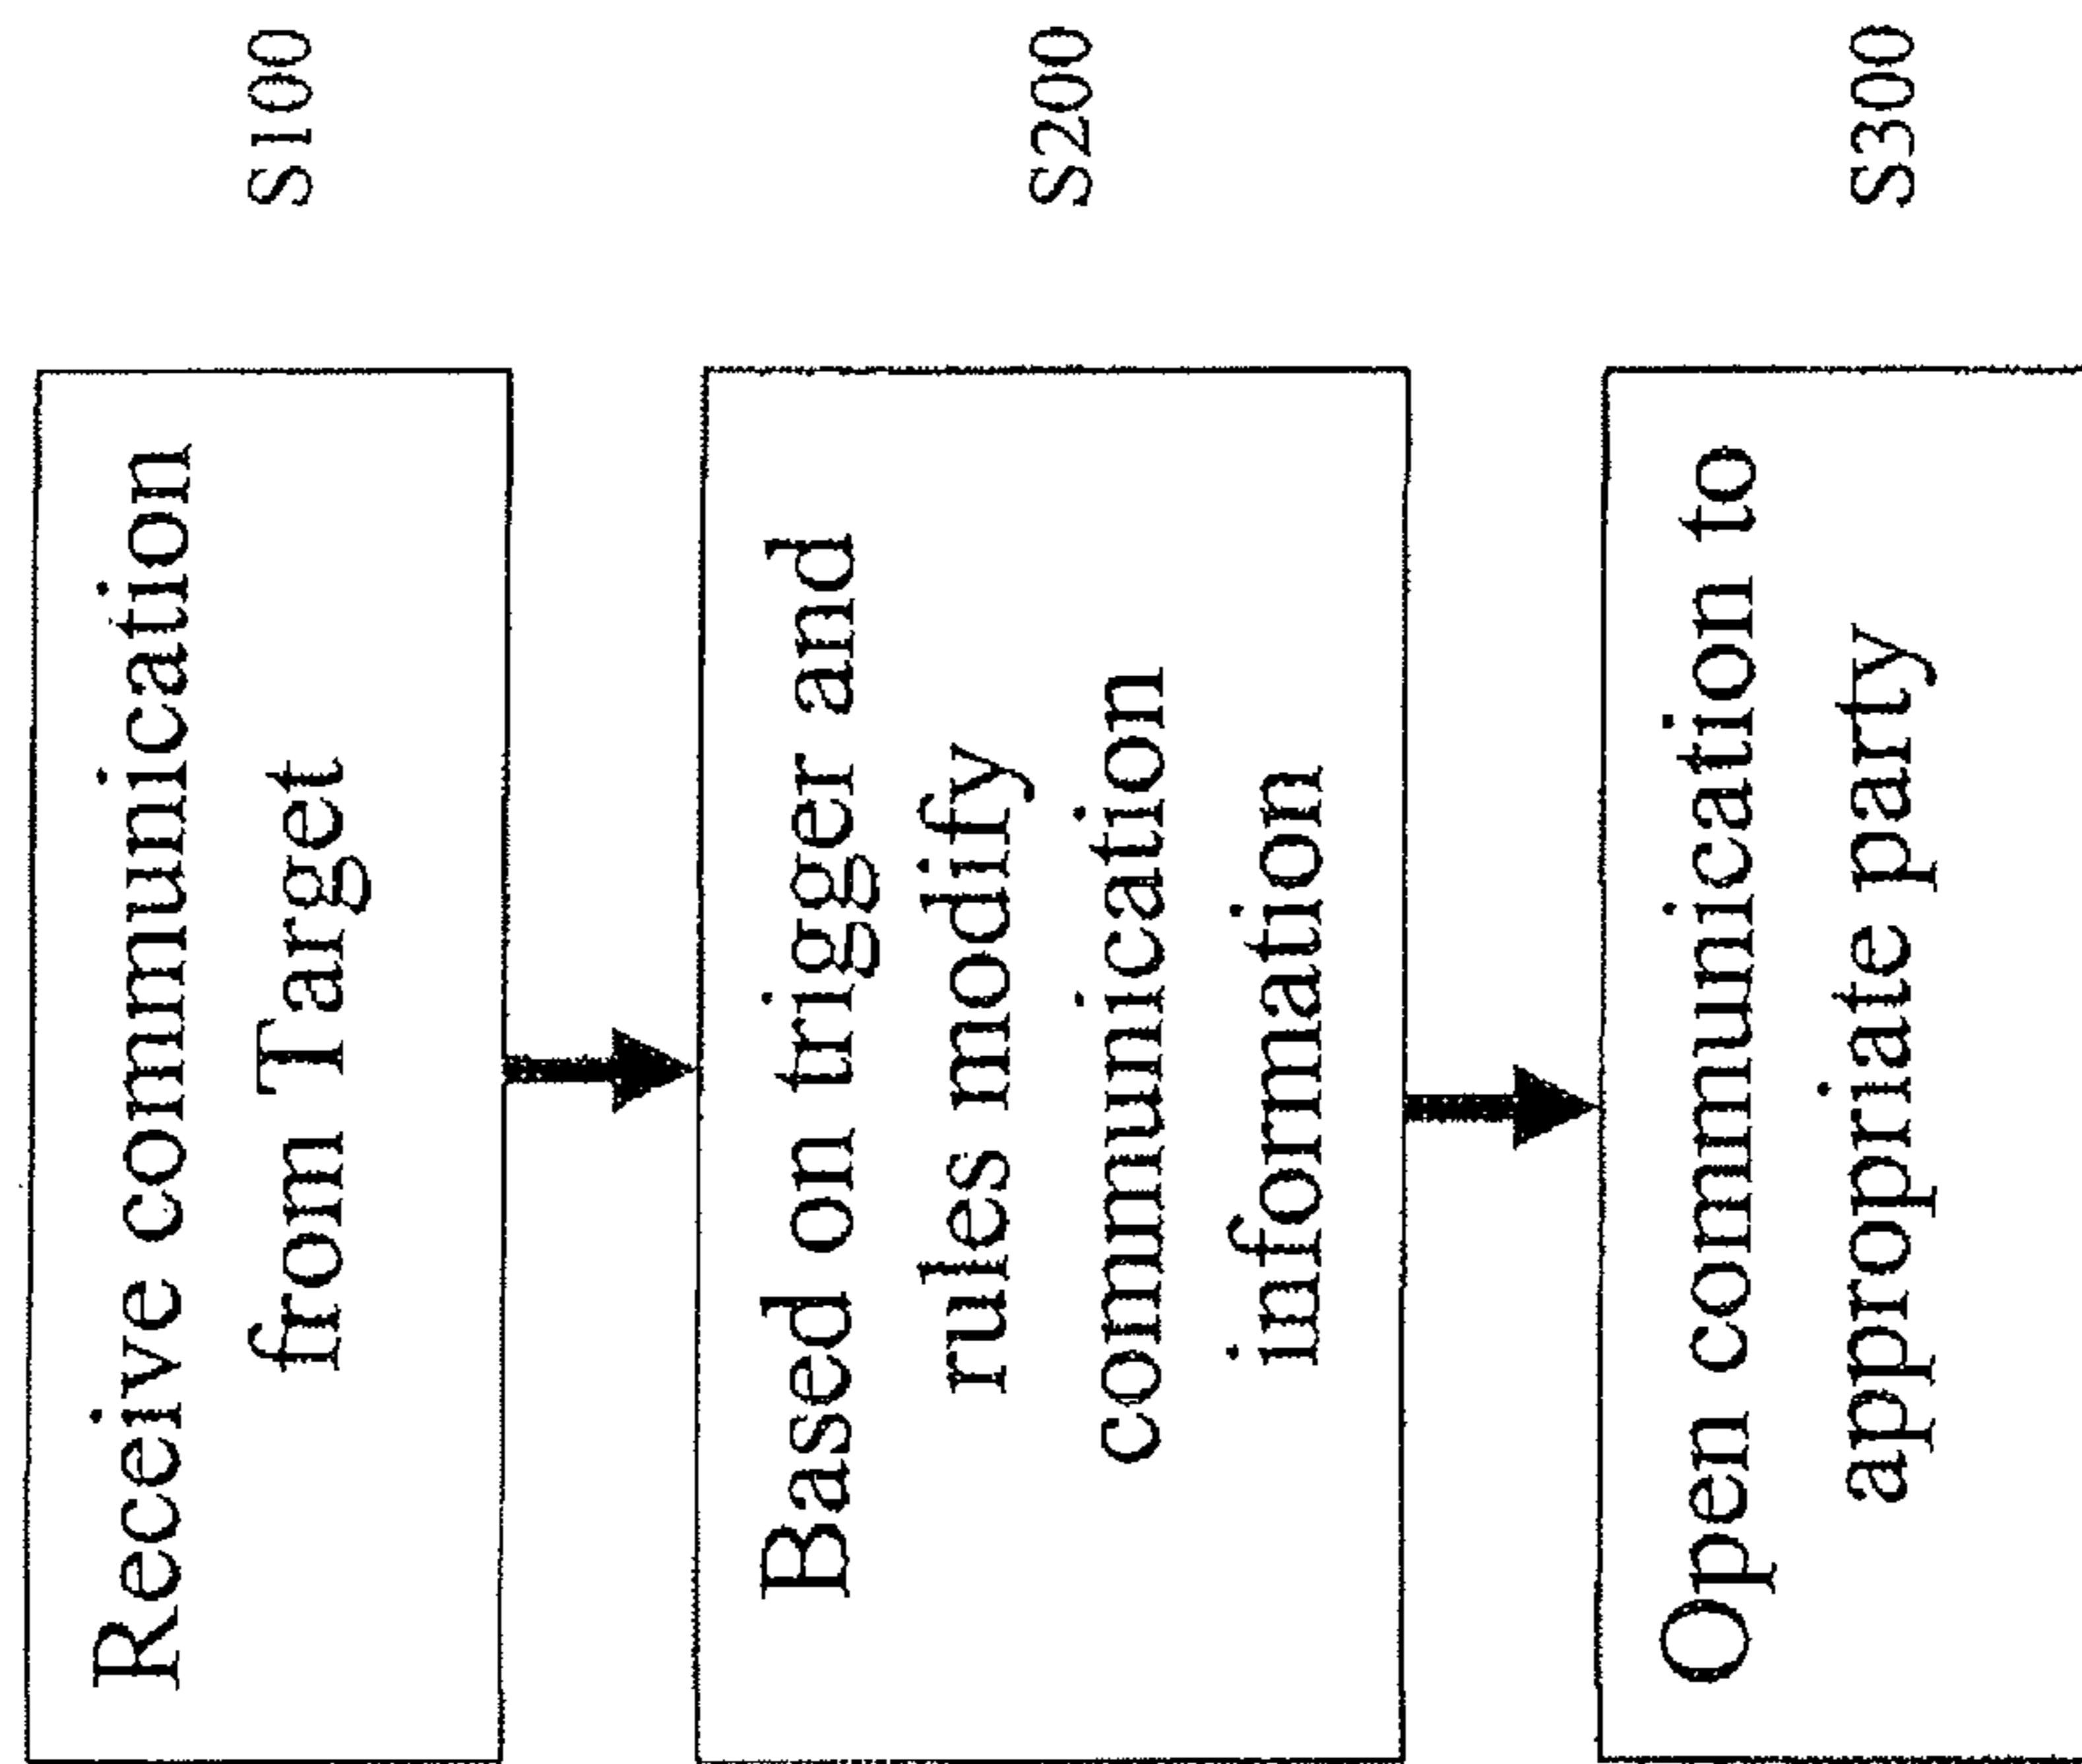 Receive communication
from Target
S100
Based on trigger and
rules modify
communication
information
S200
Open communication to
appropriate party
S300